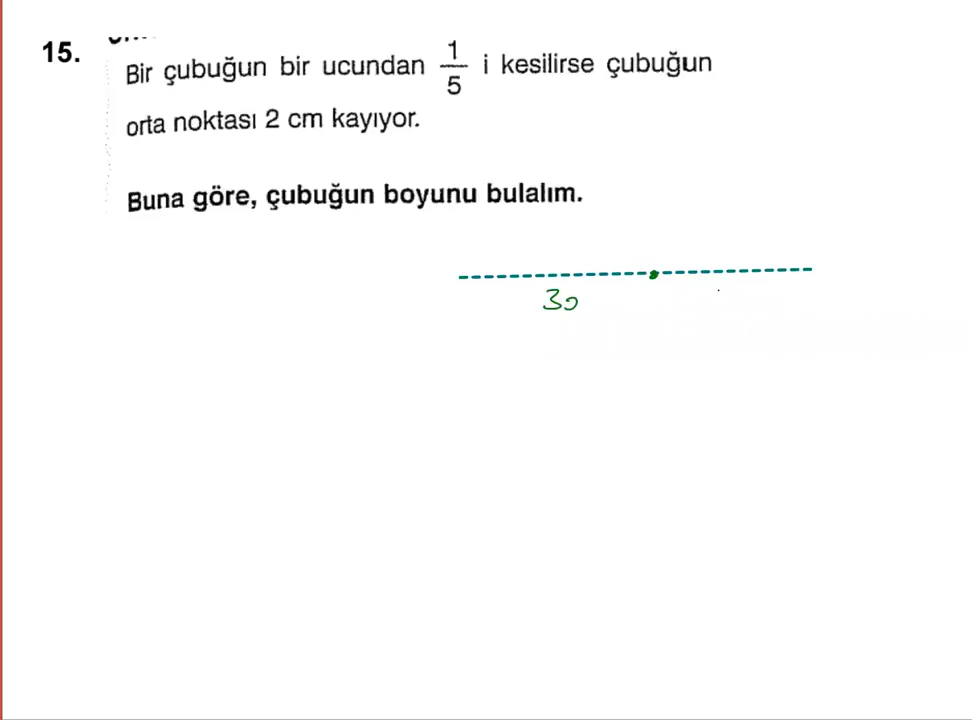 15.
Bir çubuğun bir ucundan 1/5 i kesilirse çubuğun
orta noktası 2 cm kayıyor.
Buna göre, çubuğun boyunu bulalım.
30